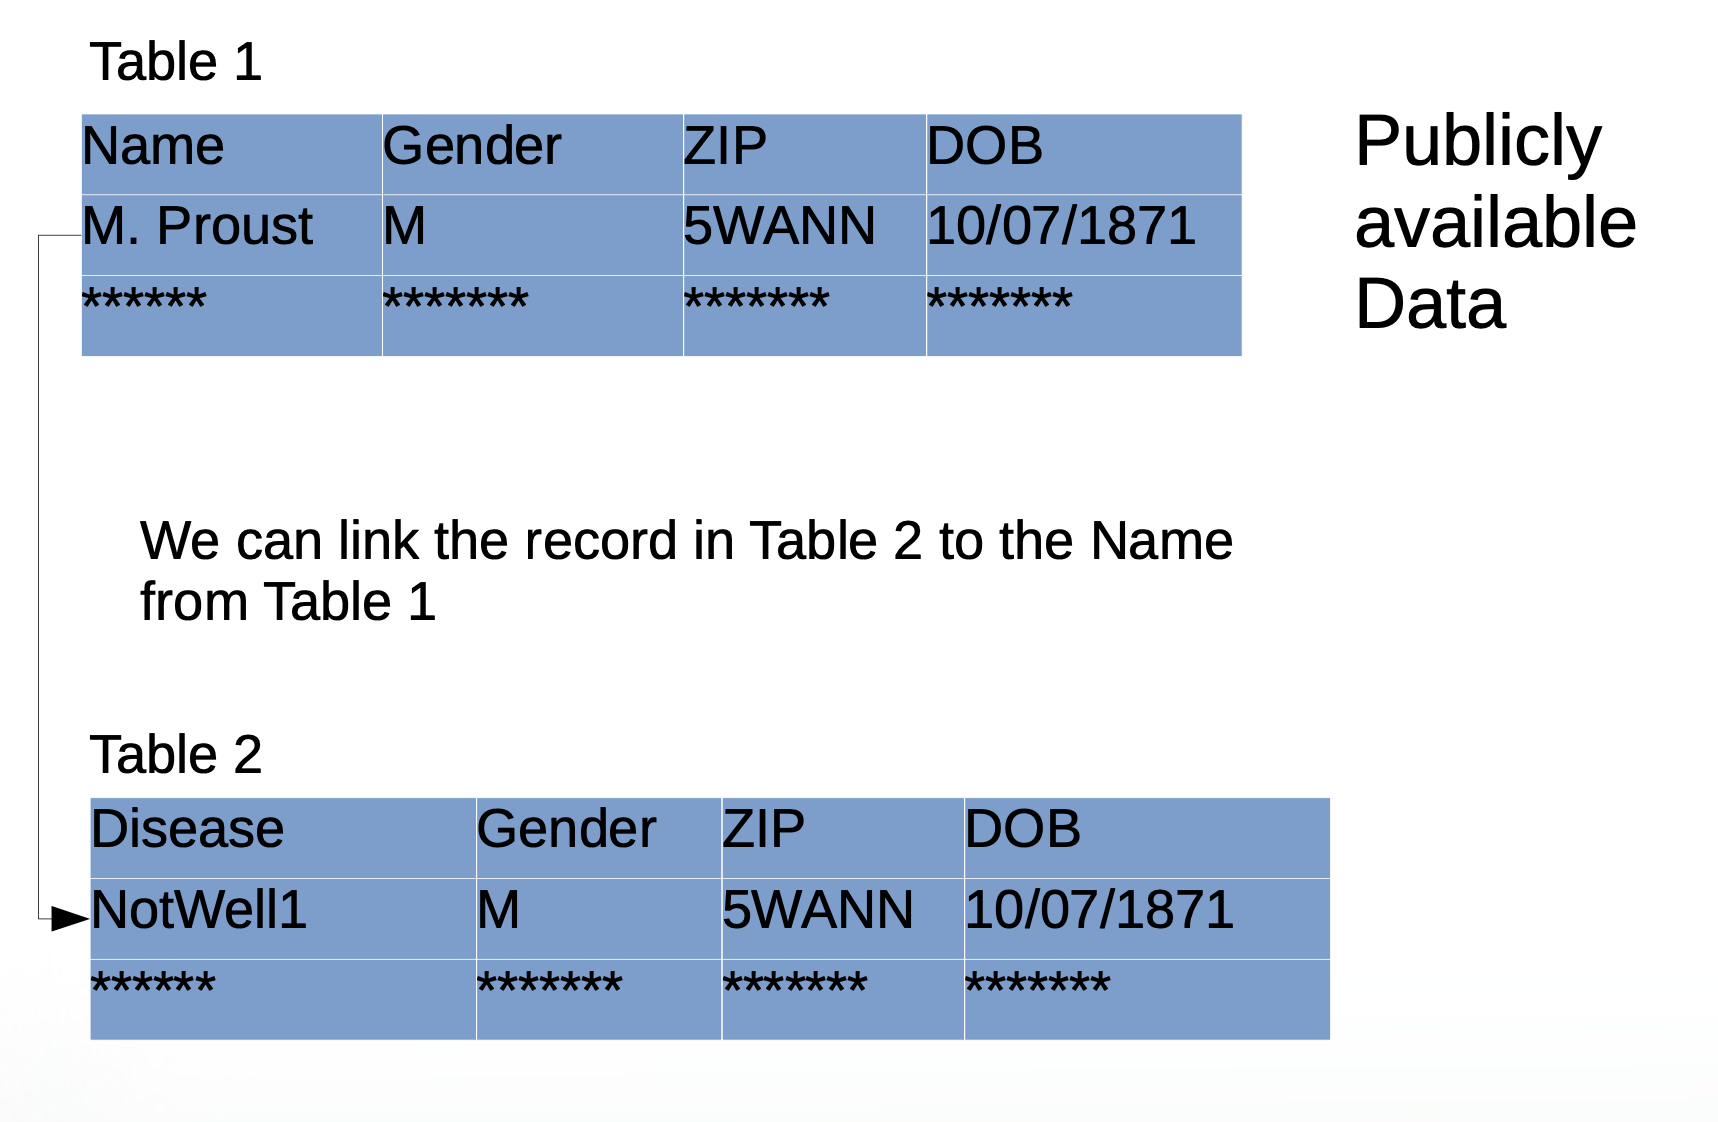 Table 1
Name Gender ZIP DOB
M. Proust M 5WANN 10/07/1871
****** ******* ******* *******
Publicly
available
Data
We can link the record in Table 2 to the Name
from Table 1
Table 2
Disease Gender ZIP DOB
NotWell1 M 5WANN 10/07/1871
****** ******* ******* *******